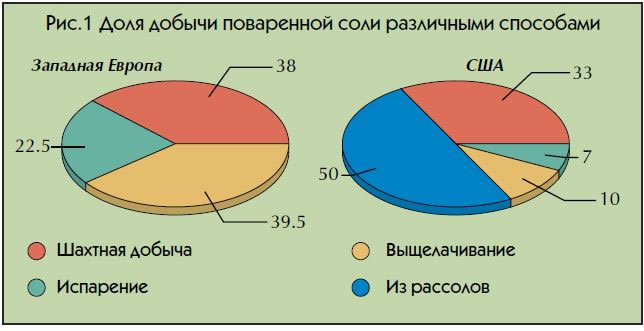 Рис.1 Доля добычи поваренной соли различными способами
Западная Европа
38
22.5
39.5
США
33
7
10
50
Шахтная добыча
Выщелачивание
Испарение
Из рассолов